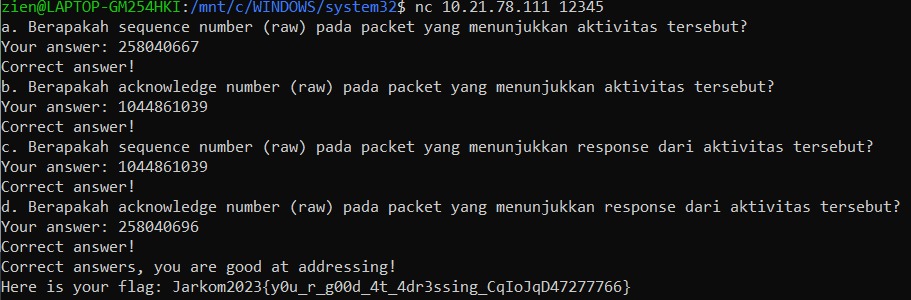 zien@LAPTOP-GM254HKI:/mnt/c/WINDOWS/system32$ nc 10.21.78.111 12345
a. Berapakah sequence number (raw) pada packet yang menunjukkan aktivitas tersebut?
Your answer: 258040667
Correct answer!
b. Berapakah acknowledge number (raw) pada packet yang menunjukkan aktivitas tersebut?
Your answer: 1044861039
Correct answer!
c. Berapakah sequence number (raw) pada packet yang menunjukkan response dari aktivitas tersebut?
Your answer: 1044861039
Correct answer!
d. Berapakah acknowledge number (raw) pada packet yang menunjukkan response dari aktivitas tersebut?
Your answer: 258040696
Correct answer!
Correct answers, you are good at addressing!
Here is your flag: Jarkom2023{y0u_r_g00d_4t_4dr3ssing_CqIoJqD47277766}